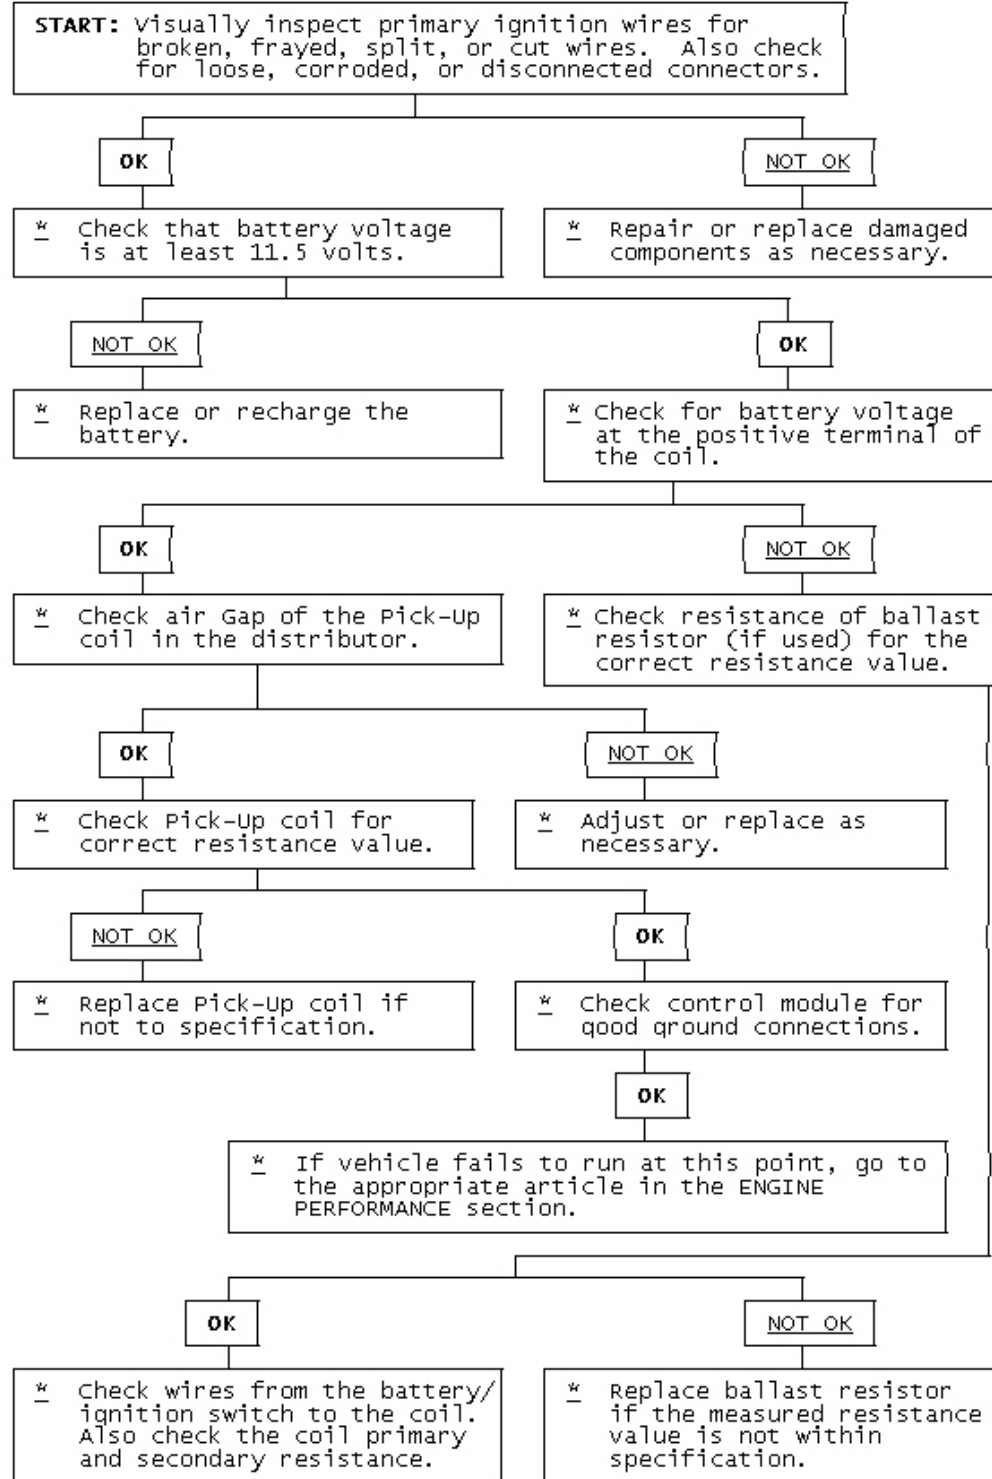 START: Visually inspect primary ignition wires for
broken, frayed, split, or cut wires. Also check
for loose, corroded, or disconnected connectors.
OK
NOT OK
* Check that battery voltage
is at least 11.5 volts.
* Repair or replace damaged
components as necessary.
NOT OK
OK
* Replace or recharge the
battery.
* Check for battery voltage
at the positive terminal of
the coil.
OK
NOT OK
* Check air Gap of the Pick-Up
coil in the distributor.
* Check resistance of ballast
resistor (if used) for the
correct resistance value.
OK
NOT OK
* Check Pick-Up coil for
correct resistance value.
* Adjust or replace as
necessary.
NOT OK
OK
* Replace Pick-Up coil if
not to specification.
* Check control module for
good ground connections.
OK
* If vehicle fails to run at this point, go to
the appropriate article in the ENGINE
PERFORMANCE section.
OK
NOT OK
* Check wires from the battery/
ignition switch to the coil.
Also check the coil primary
and secondary resistance.
* Replace ballast resistor
if the measured resistance
value is not within
specification.